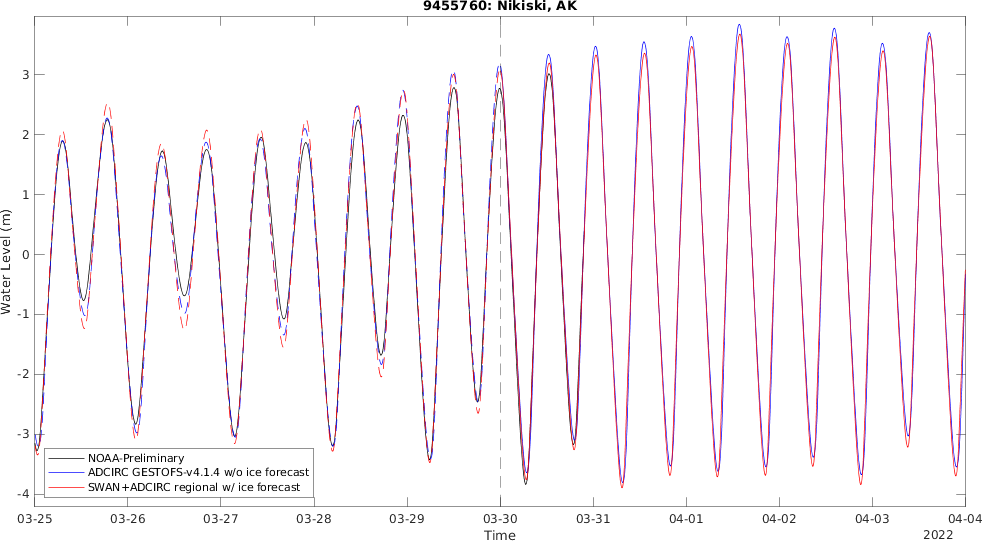 9455760: Nikiski, AK
Water Level (m)
3
2
1
0
-1
-2
-3
-4
NOAA-Preliminary
ADCIRC GESTOFS-v4.1.4 w/o ice forecast
SWAN+ADCIRC regional w/ ice forecast
03-25 03-26 03-27 03-28 03-29 03-30 03-31 04-01 04-02 04-03 04-04
Time
2022